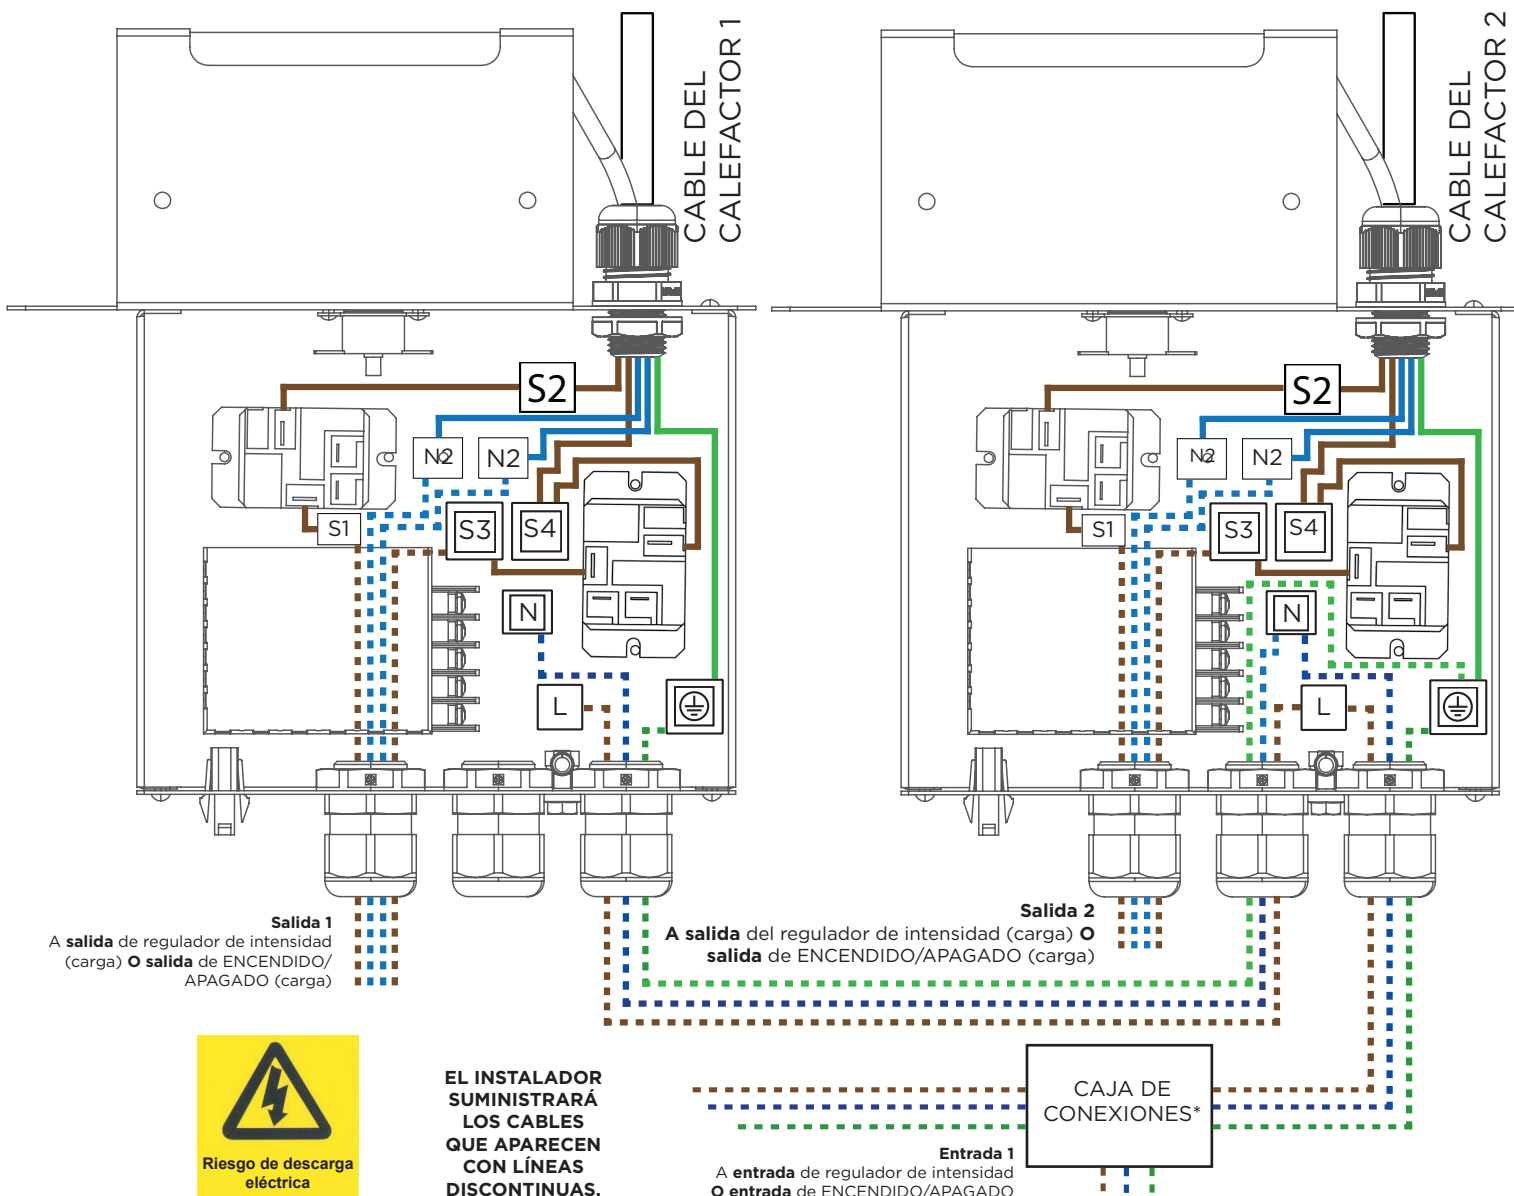 CABLE DEL
CALEFACTOR 1
CABLE DEL
CALEFACTOR 2
S2
N2
N2
S1
S3
S4
N
L
S2
N2
N2
S1
S3
S4
N
L
Salida 1
A salida de regulador de intensidad
(carga) O salida de ENCENDIDO/
APAGADO (carga)
Salida 2
A salida del regulador de intensidad (carga) O
salida de ENCENDIDO/APAGADO (carga)
Riesgo de descarga
eléctrica
EL INSTALADOR
SUMINISTRARÁ
LOS CABLES
QUE APARECEN
CON LÍNEAS
DISCONTINUAS.
CAJA DE
CONEXIONES*
Entrada 1
A entrada de regulador de intensidad
O entrada de ENCENDIDO/APAGADO